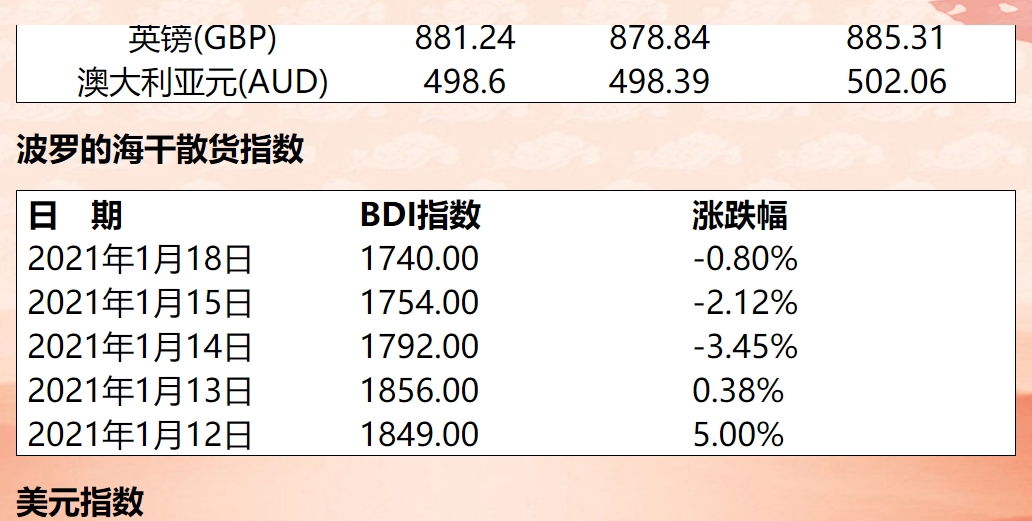 英镑(GBP) 881.24 878.84 885.31
澳大利亚元(AUD) 498.6 498.39 502.06
波罗的海干散货指数
日 期 BDI指数 涨跌幅
2021年1月18日 1740.00 -0.80%
2021年1月15日 1754.00 -2.12%
2021年1月14日 1792.00 -3.45%
2021年1月13日 1856.00 0.38%
2021年1月12日 1849.00 5.00%
美元指数